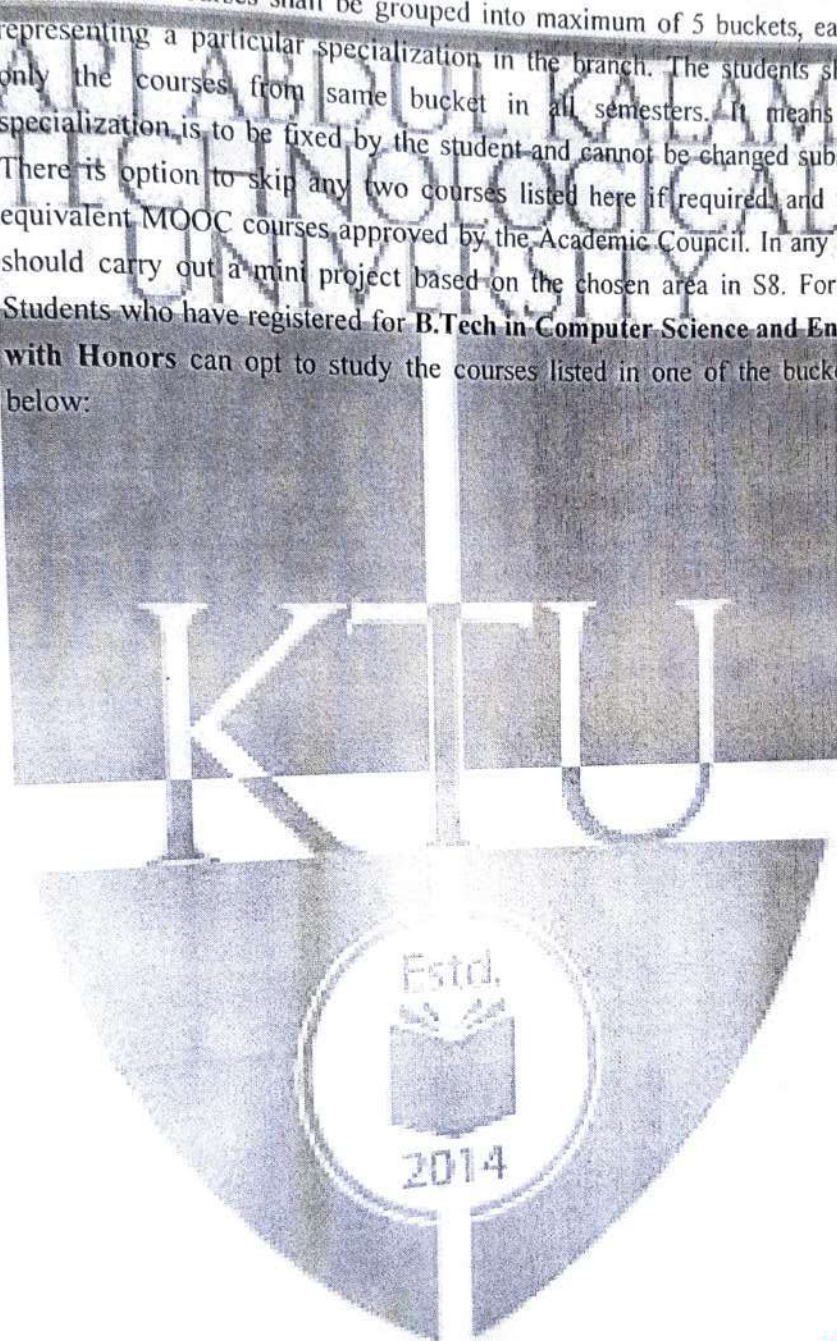 shall be grouped into maximum of 5 buckets, ea
representing a particular specialization in the branch. The students s
only the courses from same bucket in all semesters. It means
specialization is to be fixed by the student and cannot be changed sub
There is option to skip any two courses listed here if required and
equivalent MOOC courses approved by the Academic Council. In any
should carry out a mini project based on the chosen area in S8. For
Students who have registered for B.Tech in Computer Science and En
with Honors can opt to study the courses listed in one of the buck
below:
APJ ABDUL KALAM
TECHNOLOGICAL
UNIVERSITY
KTU
Estd.
2014